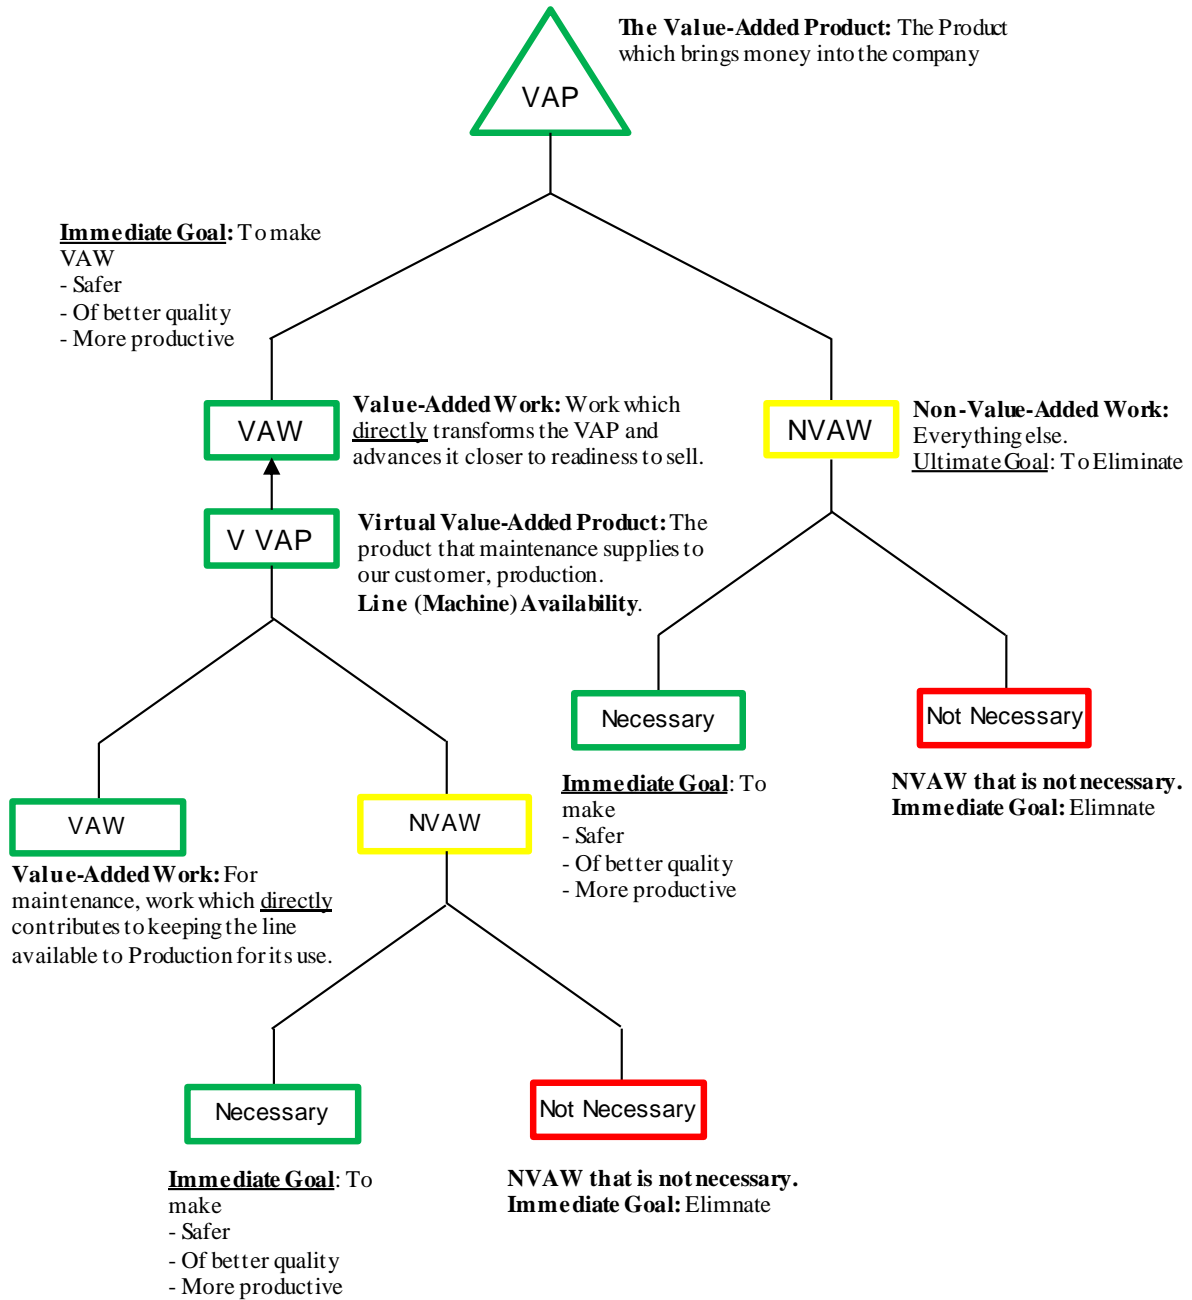 The Value-Added Product: The Product
which brings money into the company
VAP
Immediate Goal: To make
VAW
- Safer
- Of better quality
- More productive
VAW
Value-Added Work: Work which
directly transforms the VAP and
advances it closer to readiness to sell.
NVAW
Non-Value-Added Work:
Everything else.
Ultimate Goal: To Eliminate
V VAP
Virtual Value-Added Product: The
product that maintenance supplies to
our customer, production.
Line (Machine) Availability.
Necessary
Not Necessary
Immediate Goal: To
make
- Safer
- Of better quality
- More productive
NVAW that is not necessary.
Immediate Goal: Elimnate
VAW
NVAW
Value-Added Work: For
maintenance, work which directly
contributes to keeping the line
available to Production for its use.
Necessary
Not Necessary
Immediate Goal: To
make
- Safer
- Of better quality
- More productive
NVAW that is not necessary.
Immediate Goal: Elimnate